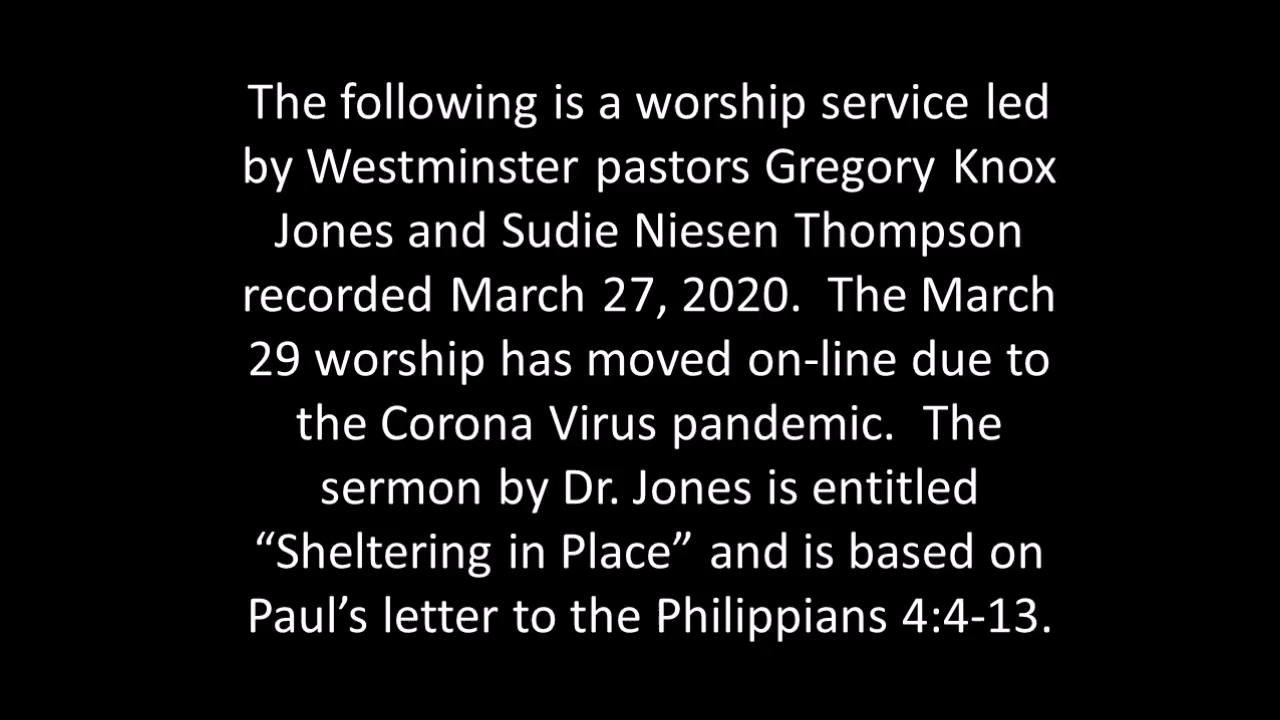 The following is a worship service led
by Westminster pastors Gregory Knox
Jones and Sudie Niesen Thompson
recorded March 27, 2020.  The March
29 worship has moved on-line due to
the Corona Virus pandemic.  The
sermon by Dr. Jones is entitled
“Sheltering in Place” and is based on
Paul’s letter to the Philippians 4:4-13.